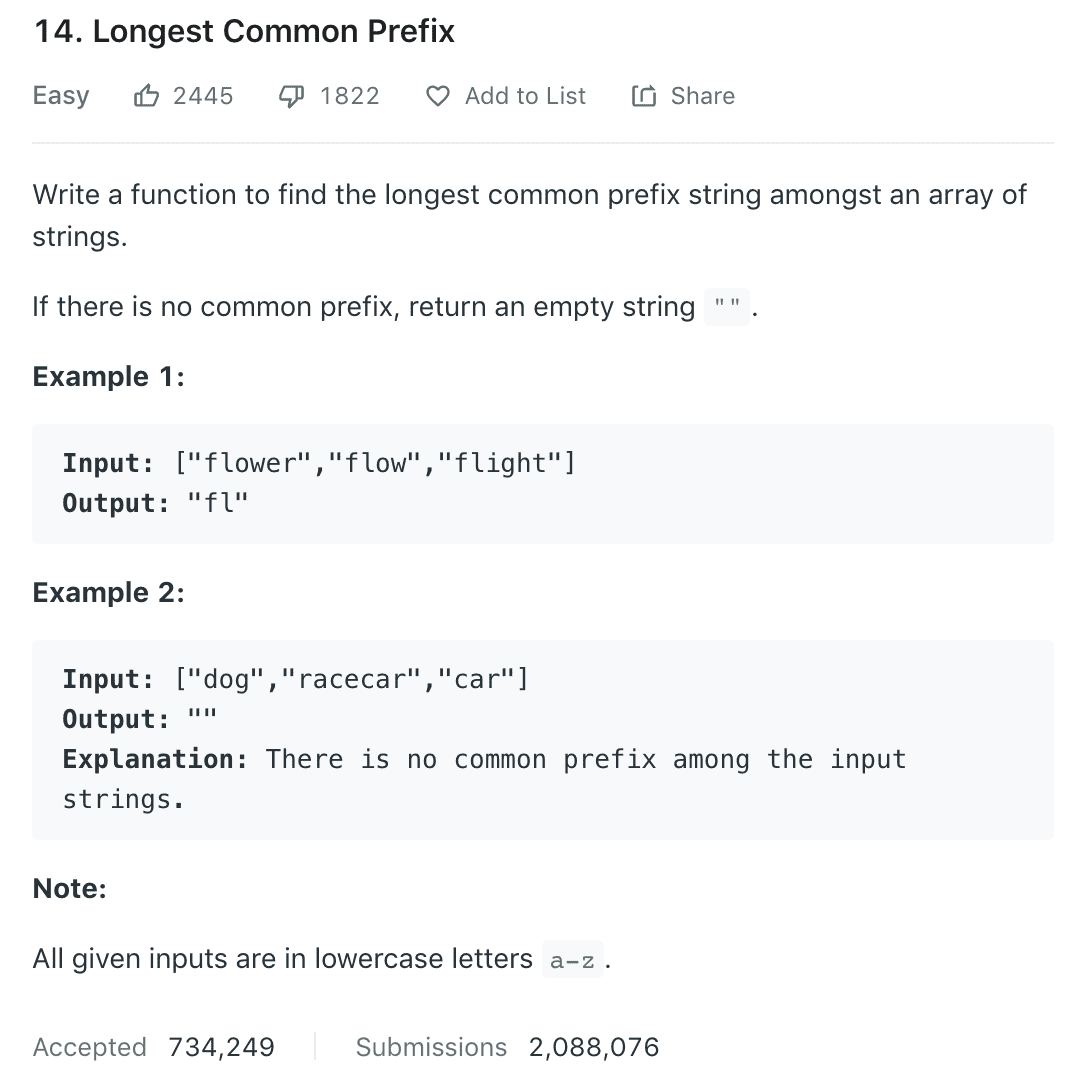 14. Longest Common Prefix
Easy 2445 1822 Add to List Share
Write a function to find the longest common prefix string amongst an array of
strings.
If there is no common prefix, return an empty string "".
Example 1:
Input: ["flower","flow","flight"]
Output: "fl"
Example 2:
Input: ["dog","racecar","car"]
Output: ""
Explanation: There is no common prefix among the input
strings.
Note:
All given inputs are in lowercase letters a-z.
Accepted 734,249 Submissions 2,088,076